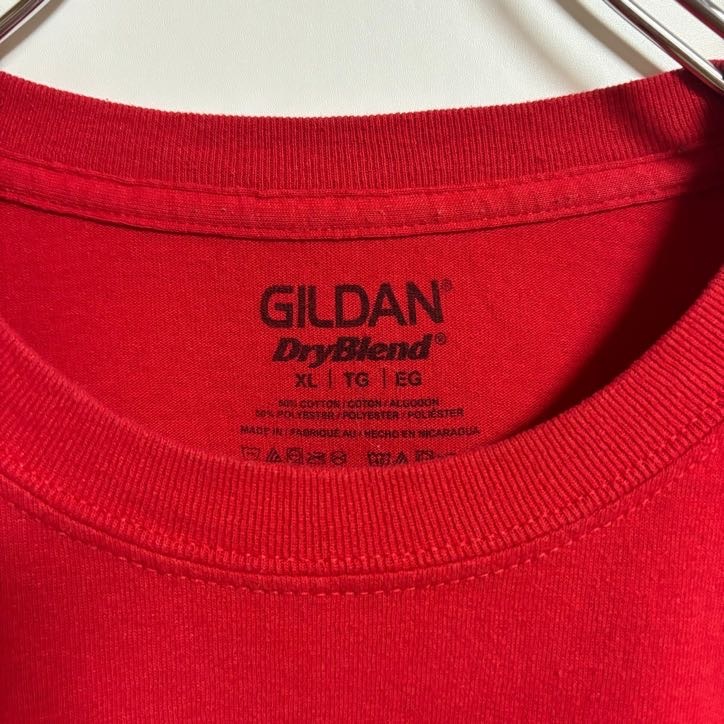 GILDAN®
DryBlend®
XL | TG | EG
50% COTTON / COTON / ALGODON
50% POLYESTER / POLYESTER / POLIÉSTER
MADE IN / FABRIQUÉ AU / HECHO EN NICARAGUA